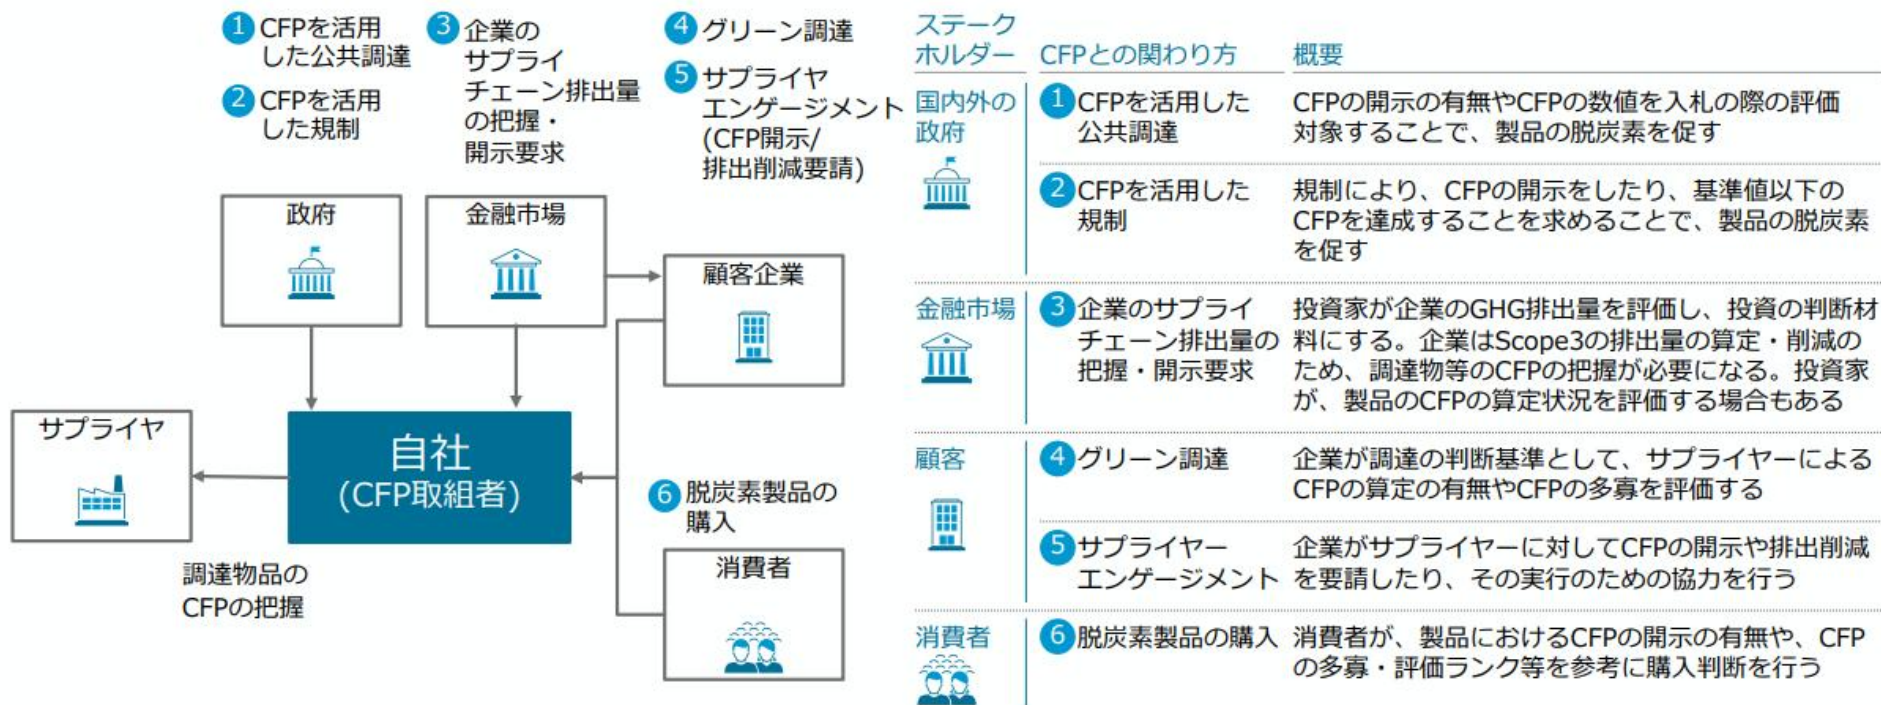 1 CFPを活用
した公共調達
2 CFPを活用
した規制
3 企業の
サプライ
チェーン排出量
の把握・
開示要求
4 グリーン調達
5 サプライヤ
エンゲージメント
(CFP開示/
排出削減要請)
政府
金融市場
顧客企業
サプライヤ
自社
(CFP取組者)
調達物品の
CFPの把握
6 脱炭素製品の
購入
消費者
ステーク
ホルダー
CFPとの関わり方
概要
国内外の
政府
1 CFPを活用した
公共調達
CFPの開示の有無やCFPの数値を入札の際の評価
対象することで、製品の脱炭素を促す
2 CFPを活用した
規制
規制により、CFPの開示をしたり、基準値以下の
CFPを達成することを求めることで、製品の脱炭素
を促す
金融市場
3 企業のサプライ
チェーン排出量の
把握・開示要求
投資家が企業のGHG排出量を評価し、投資の判断材
料にする。企業はScope3の排出量の算定・削減の
ため、調達物等のCFPの把握が必要になる。投資家
が、製品のCFPの算定状況を評価する場合もある
顧客
4 グリーン調達
企業が調達の判断基準として、サプライヤーによる
CFPの算定の有無やCFPの多寡を評価する
5 サプライヤー
エンゲージメント
企業がサプライヤーに対してCFPの開示や排出削減
を要請したり、その実行のための協力を行う
消費者
6 脱炭素製品の購入
消費者が、製品におけるCFPの開示の有無や、CFP
の多寡・評価ランク等を参考に購入判断を行う